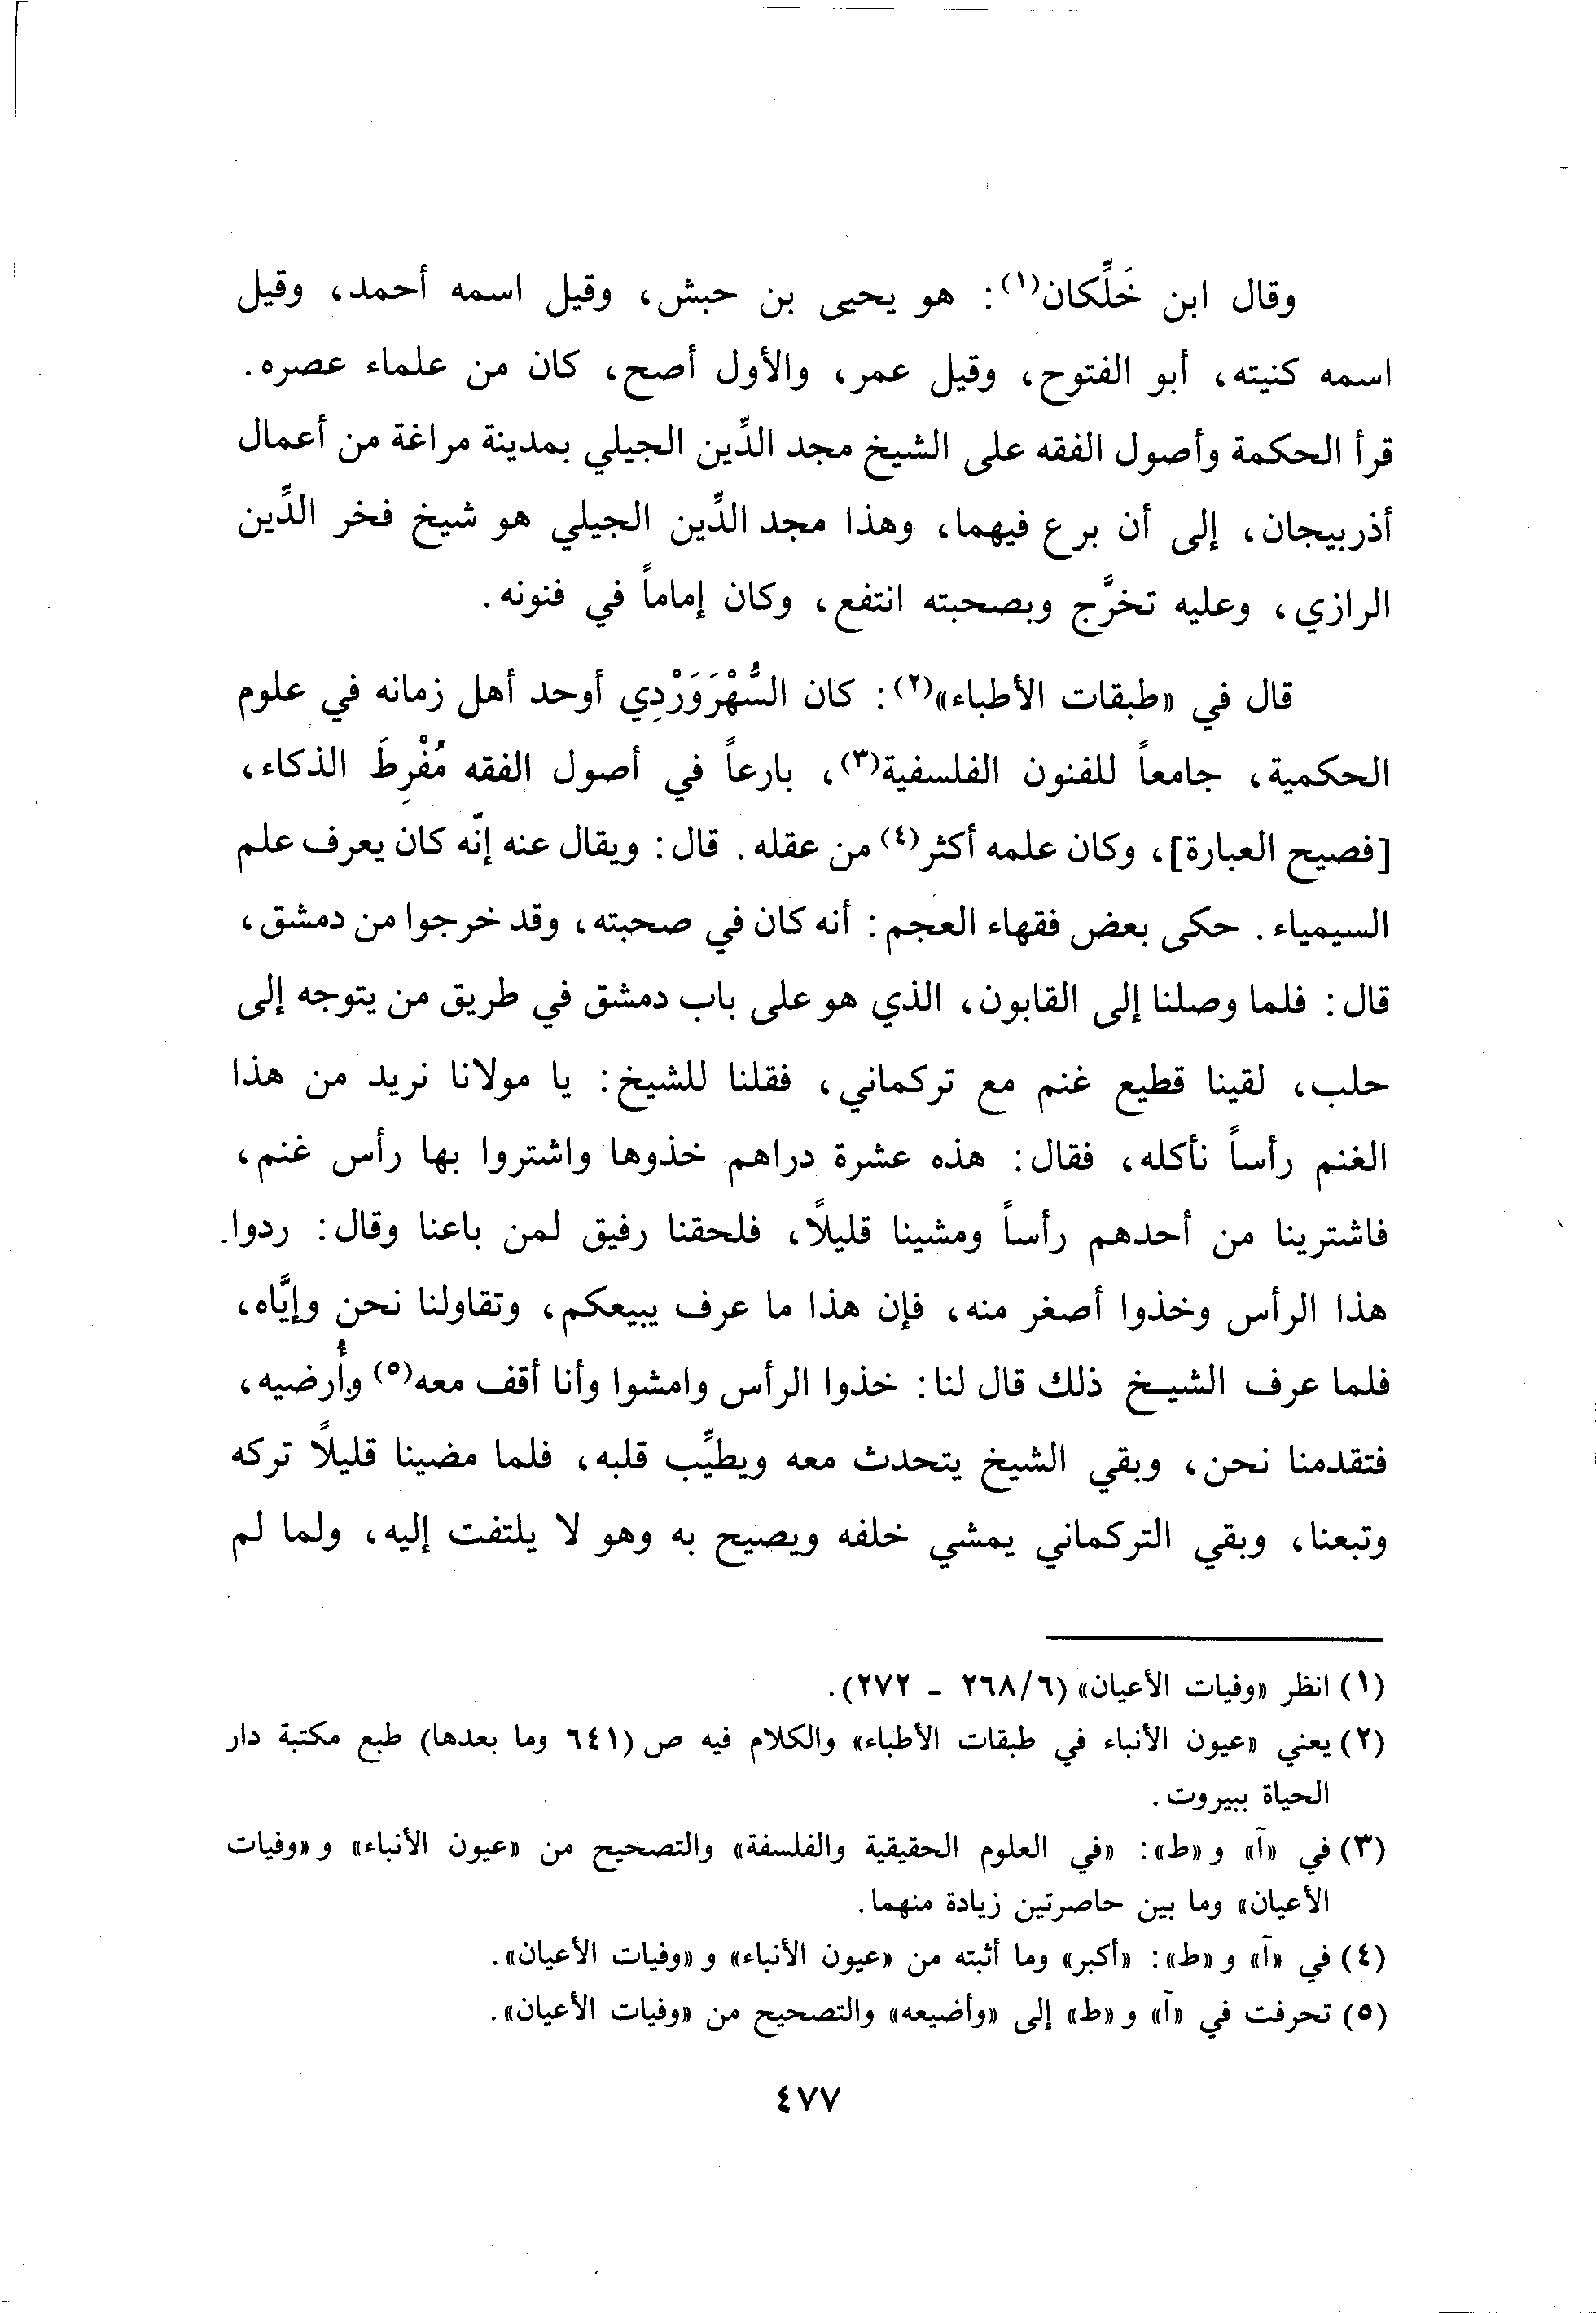 وقال ابن خَلِّكان(١): هو يحيى بن حبش، وقيل اسمه أحمد، وقيل
اسمه كنيته، أبو الفتوح، وقيل عمر، والأول أصح، كان من علماء عصره.
قرأ الحكمة وأصول الفقه على الشيخ مجد الدِّين الجيلي بمدينة مراغة من أعمال
أذربيجان، إلى أن برع فيهما، وهذا مجد الدِّين الجيلي هو شيخ فخر الدِّين
الرازي، وعليه تخرَّج وبصحبته انتفع، وكان إماماً في فنونه.
قال في «طبقات الأطباء»(٢): كان السُّهْرَوَرْدِي أوحد أهل زمانه في علوم
الحكمية، جامعاً للفنون الفلسفية(٣)، بارعاً في أصول الفقه مُفْرِطَ الذكاء،
[فصيح العبارة]، وكان علمه أكثر(٤) من عقله. قال: ويقال عنه إنّه كان يعرف علم
السيمياء. حكى بعض فقهاء العجم: أنه كان في صحبته، وقد خرجوا من دمشق،
قال: فلما وصلنا إلى القابون، الذي هو على باب دمشق في طريق من يتوجه إلى
حلب، لقينا قطيع غنم مع تركماني، فقلنا للشيخ: يا مولانا نريد من هذا
الغنم رأساً نأكله، فقال: هذه عشرة دراهم خذوها واشتروا بها رأس غنم،
فاشترينا من أحدهم رأساً ومشينا قليلاً، فلحقنا رفيق لمن باعنا وقال: ردوا
هذا الرأس وخذوا أصغر منه، فإن هذا ما عرف يبيعكم، وتقاولنا نحن وإيَّاه،
فلما عرف الشيخ ذلك قال لنا: خذوا الرأس وامشوا وأنا أقف معه(٥) وأُرضيه،
فتقدمنا نحن، وبقي الشيخ يتحدث معه ويطيِّب قلبه، فلما مضينا قليلاً تركه
وتبعنا، وبقي التركماني يمشي خلفه ويصيح به وهو لا يلتفت إليه، ولما لم
(١) انظر «وفيات الأعيان» (٢٦٨/٦ - ٢٧٢).
(٢) يعني «عيون الأنباء في طبقات الأطباء» والكلام فيه ص (٦٤١ وما بعدها) طبع مكتبة دار
الحياة ببيروت.
(٣) في «آ» و «ط»: «في العلوم الحقيقية والفلسفة» والتصحيح من «عيون الأنباء» و «وفيات
الأعيان» وما بين حاصرتين زيادة منهما.
(٤) في «آ» و «ط»: «أكبر» وما أثبته من «عيون الأنباء» و «وفيات الأعيان».
(٥) تحرفت في «آ» و «ط» إلى «وأضيعه» والتصحيح من «وفيات الأعيان».
٤٧٧